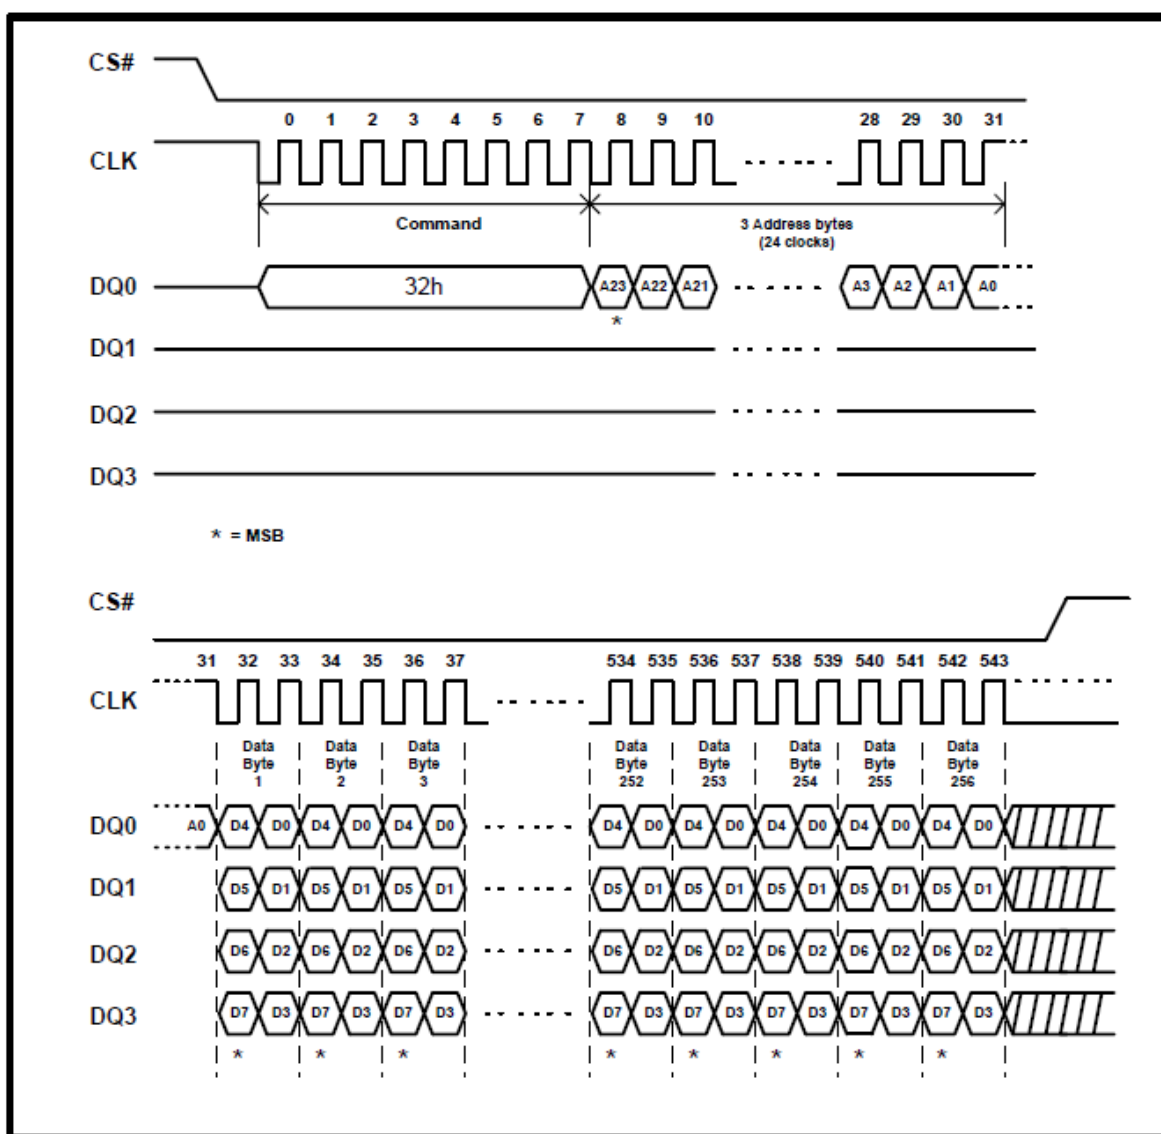 CS#
0 1 2 3 4 5 6 7 8 9 10 28 29 30 31
CLK
Command
3 Address bytes
(24 clocks)
DQ0 32h A23 A22 A21 A3 A2 A1 A0
*
DQ1
DQ2
DQ3
* = MSB
CS#
31 32 33 34 35 36 37 534 535 536 537 538 539 540 541 542 543
CLK
Data Data Data Data Data Data Data Data
Byte Byte Byte Byte Byte Byte Byte Byte
1 2 3 252 253 254 255 256
DQ0 A0 D4 D0 D4 D0 D4 D0 D4 D0 D4 D0 D4 D0 D4 D0 D4 D0
DQ1 D5 D1 D5 D1 D5 D1 D5 D1 D5 D1 D5 D1 D5 D1 D5 D1
DQ2 D6 D2 D6 D2 D6 D2 D6 D2 D6 D2 D6 D2 D6 D2 D6 D2
DQ3 D7 D3 D7 D3 D7 D3 D7 D3 D7 D3 D7 D3 D7 D3 D7 D3
* * * * * * * *